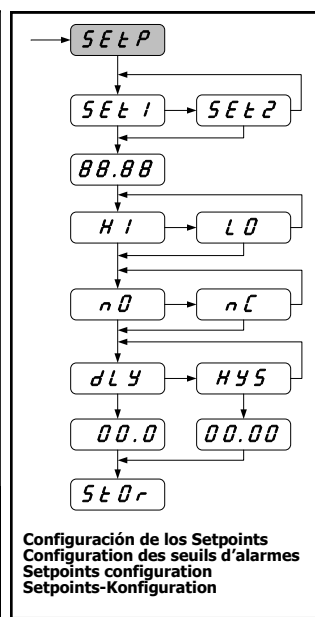 SEtP
SEt1 SEt2
88.88
HI LO
nO nC
dLY HYS
00.0 00.00
StOr
Configuración de los Setpoints
Configuration des seuils d’alarmes
Setpoints configuration
Setpoints-Konfiguration